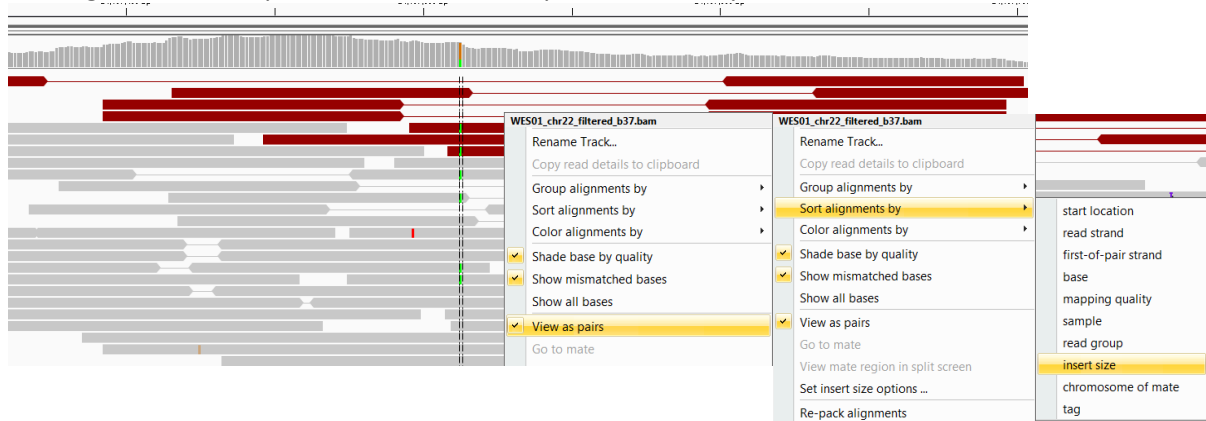 WES01_chr22_filtered_b37.bam
Rename Track...
Copy read details to clipboard
Group alignments by
Sort alignments by
Color alignments by
Shade base by quality
Show mismatched bases
Show all bases
View as pairs
Go to mate
WES01_chr22_filtered_b37.bam
Rename Track...
Copy read details to clipboard
Group alignments by
Sort alignments by
Color alignments by
Shade base by quality
Show mismatched bases
Show all bases
View as pairs
Go to mate
View mate region in split screen
Set insert size options ...
Re-pack alignments
start location
read strand
first-of-pair strand
base
mapping quality
sample
read group
insert size
chromosome of mate
tag